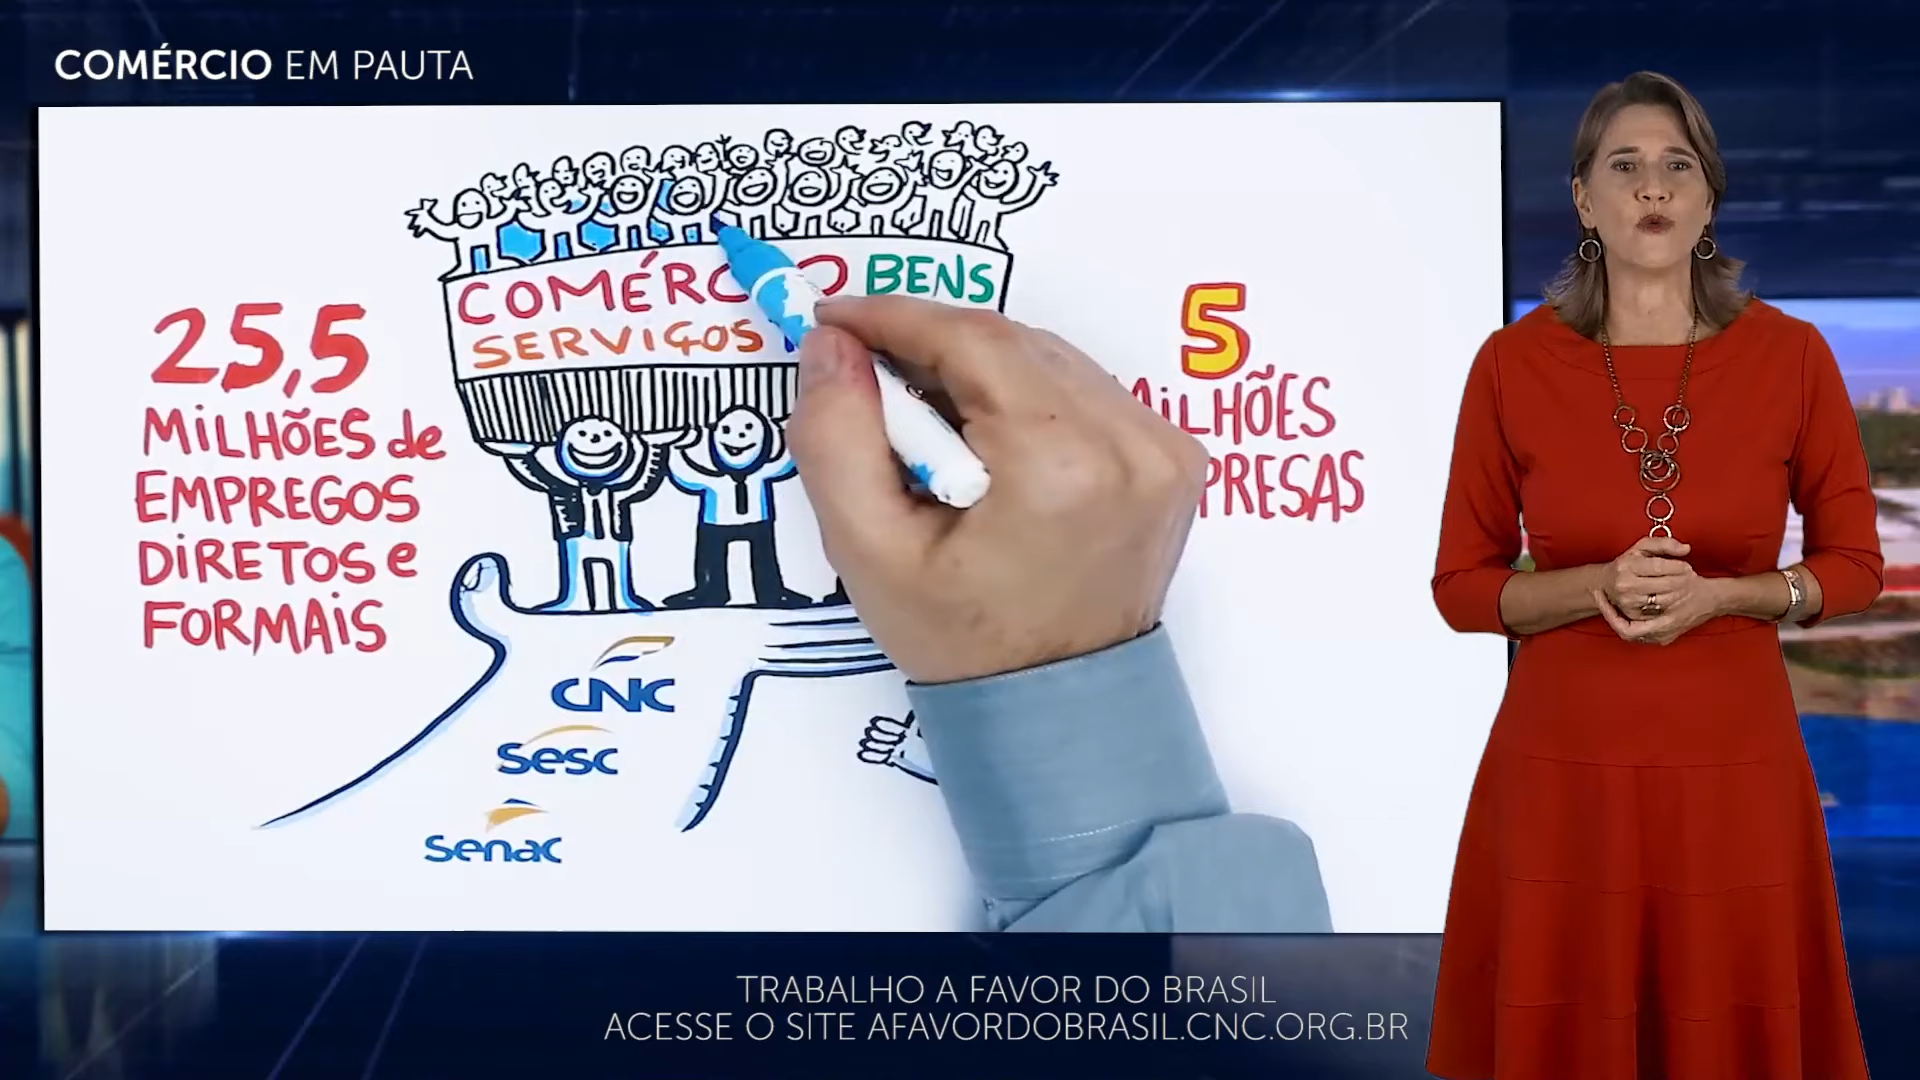 COMÉRCIO EM PAUTA
BENS
SERVIÇOS
25,5
MILHÕES de
EMPREGOS
DIRETOS e
FORMAIS
5
MILHÕES
CNC
Sesc
Senac
TRABALHO A FAVOR DO BRASIL
ACESSE O SITE AFAVORDOBRASIL.CNC.ORG.BR